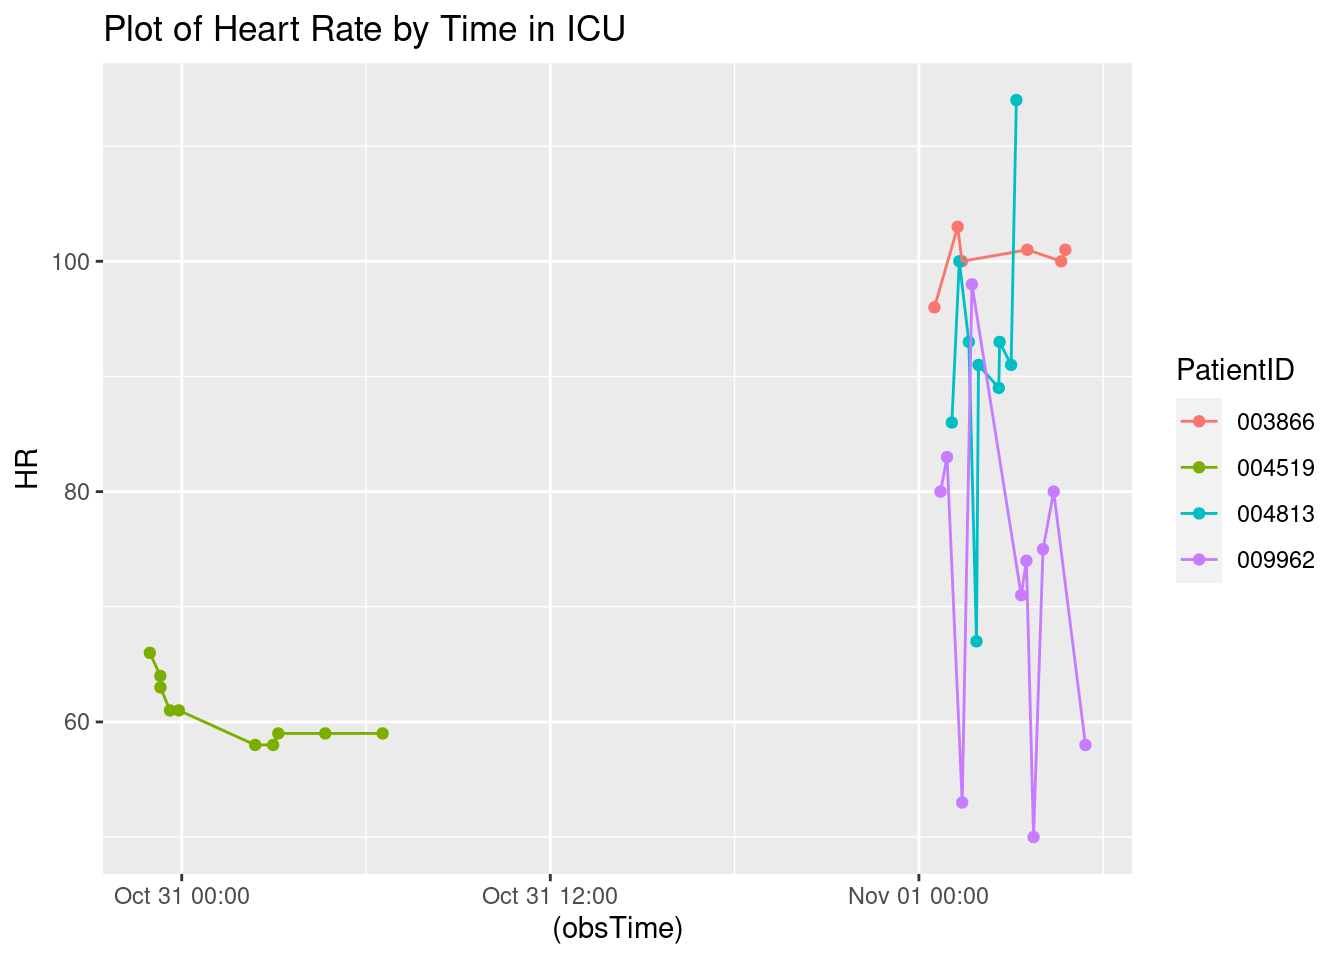 Plot of Heart Rate by Time in ICU
100
80
60
HR
Oct 31 00:00
Oct 31 12:00
Nov 01 00:00
(obsTime)
PatientID
003866
004519
004813
009962